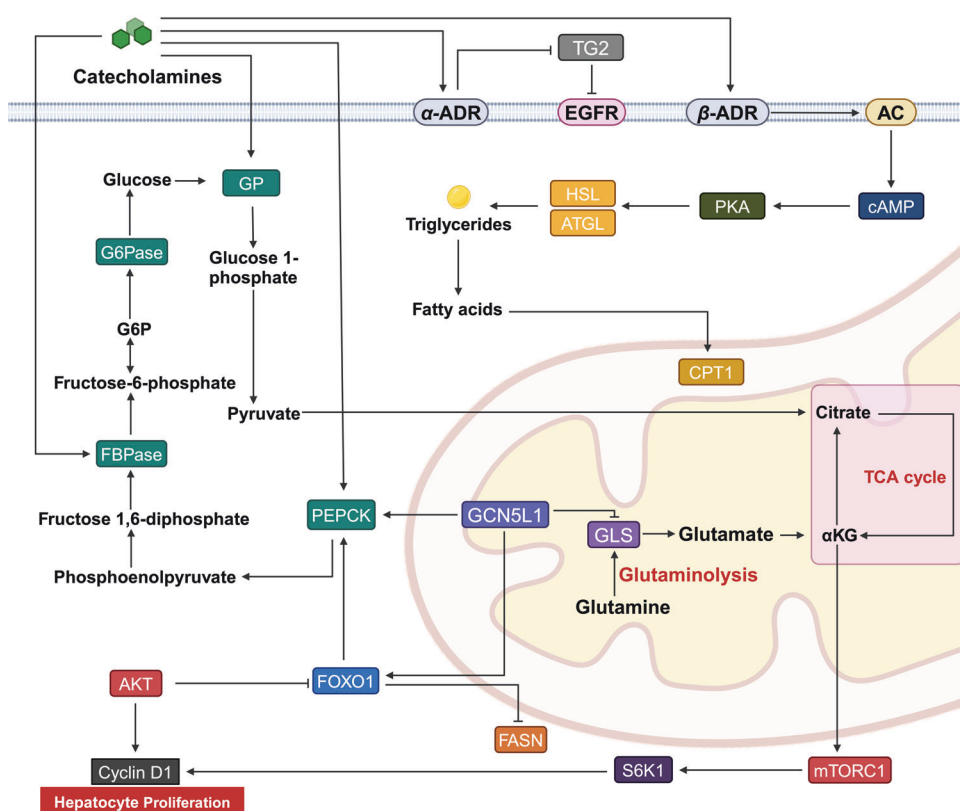 Catecholamines
TG2
α-ADR
EGFR
β-ADR
AC
Glucose
GP
HSL
ATGL
PKA
cAMP
Triglycerides
G6Pase
Glucose 1-
phosphate
Fatty acids
G6P
CPT1
Fructose-6-phosphate
Pyruvate
Citrate
FBPase
TCA cycle
Fructose 1,6-diphosphate
PEPCK
GCN5L1
GLS
Glutamate
αKG
Phosphoenolpyruvate
Glutaminolysis
Glutamine
AKT
FOXO1
FASN
Cyclin D1
S6K1
mTORC1
Hepatocyte Proliferation